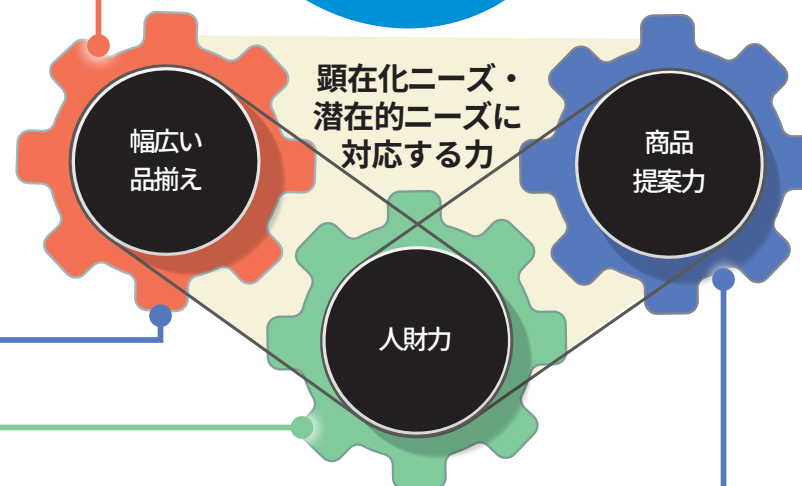 顕在化ニーズ・
潜在的ニーズに
対応する力
幅広い
品揃え
商品
提案力
人財力